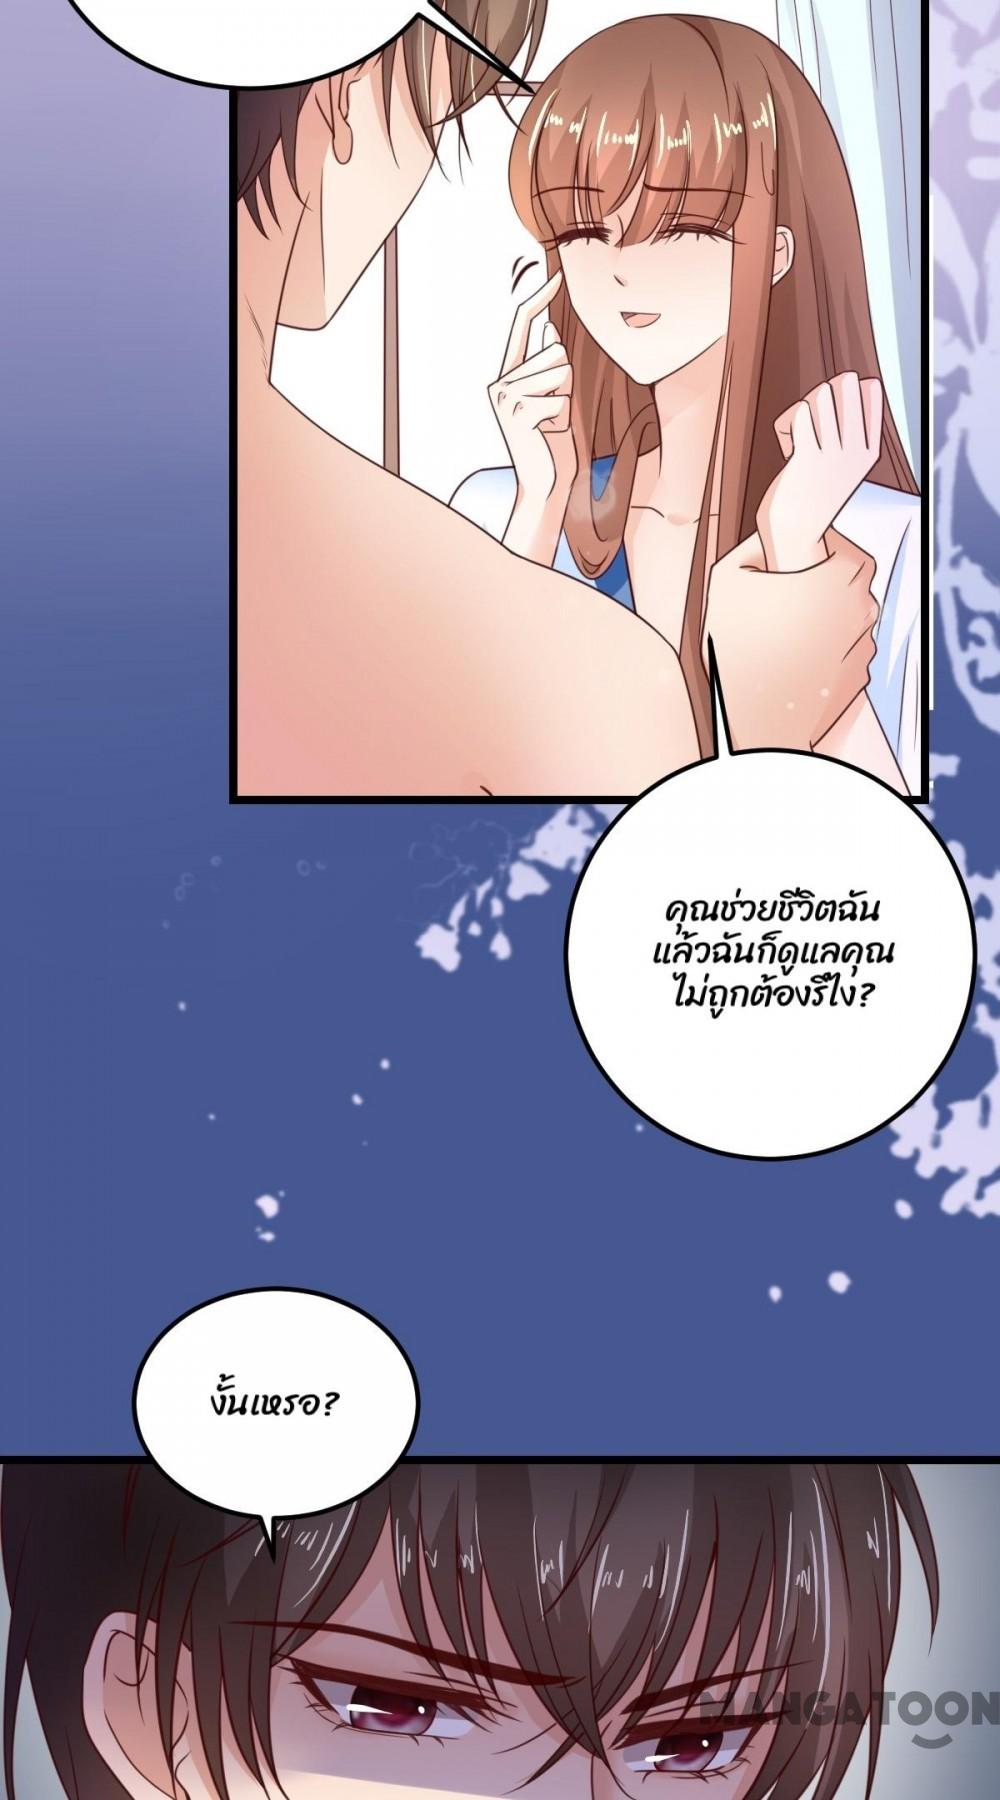 คุณช่วยชีวิตฉัน
แล้วฉันก็ดูแลคุณ
ไม่ถูกต้องรึไง?
งั้นเหรอ?
MANGATOON